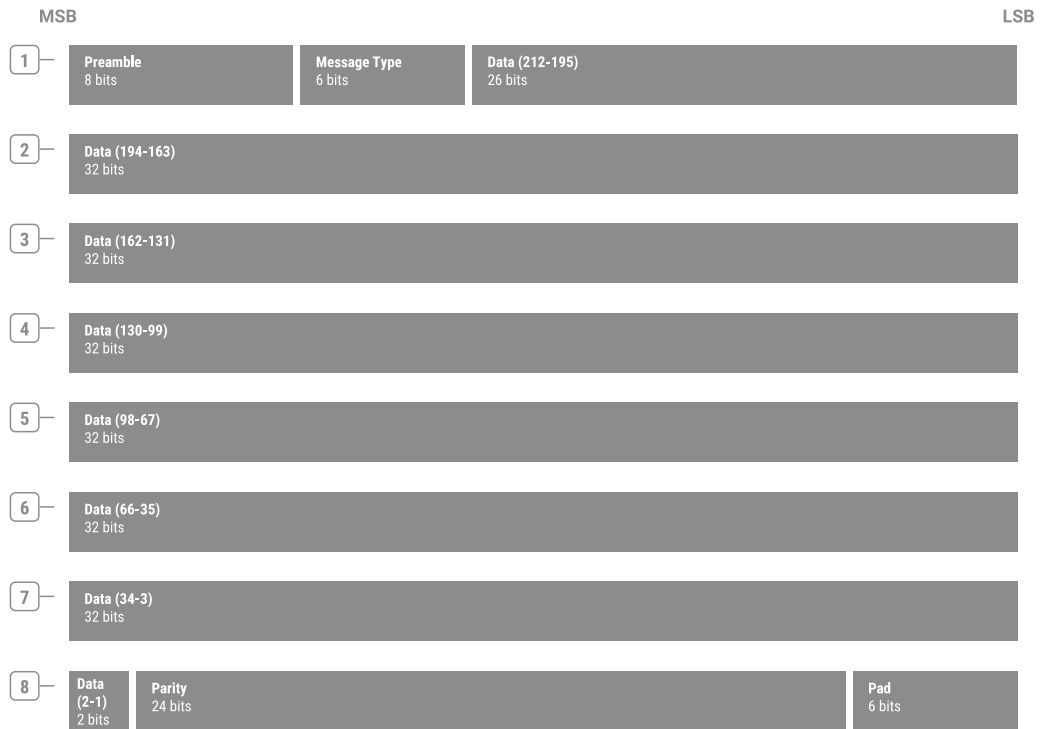 MSB LSB
1 Preamble Message Type Data (212-195)
8 bits 6 bits 26 bits
2 Data (194-163)
32 bits
3 Data (162-131)
32 bits
4 Data (130-99)
32 bits
5 Data (98-67)
32 bits
6 Data (66-35)
32 bits
7 Data (34-3)
32 bits
8 Data
(2-1)
2 bits
Parity
24 bits
Pad
6 bits